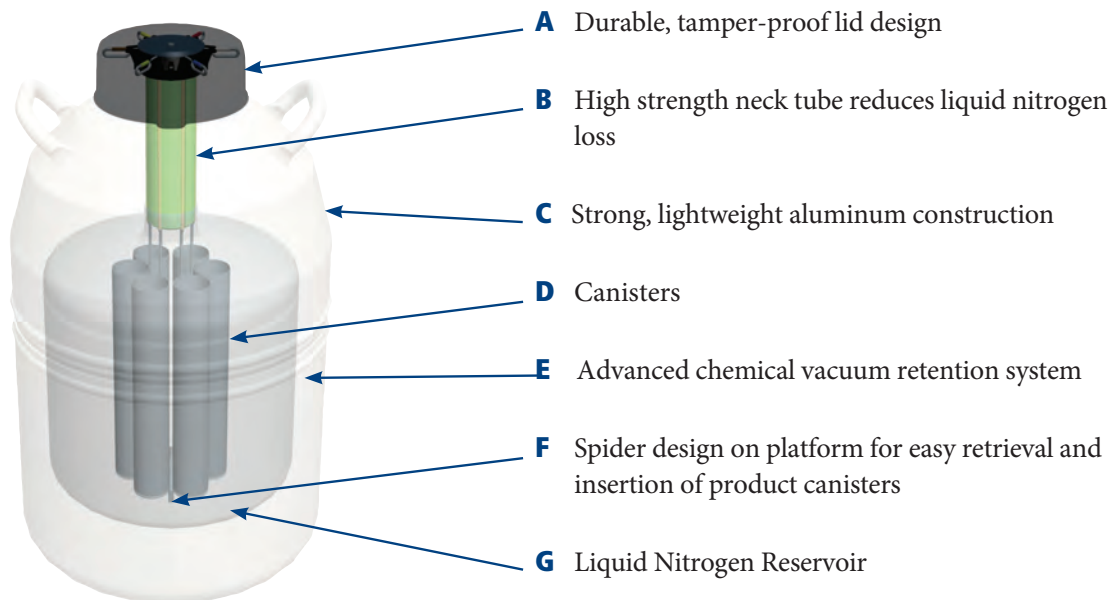 A Durable, tamper-proof lid design
B High strength neck tube reduces liquid nitrogen
loss
C Strong, lightweight aluminum construction
D Canisters
E Advanced chemical vacuum retention system
F Spider design on platform for easy retrieval and
insertion of product canisters
G Liquid Nitrogen Reservoir